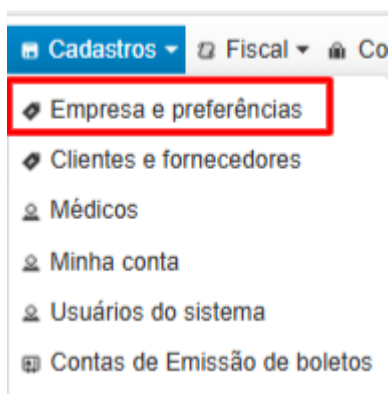 Cadastros Fiscal Co
Empresa e preferências
Clientes e fornecedores
Médicos
Minha conta
Usuários do sistema
Contas de Emissão de boletos